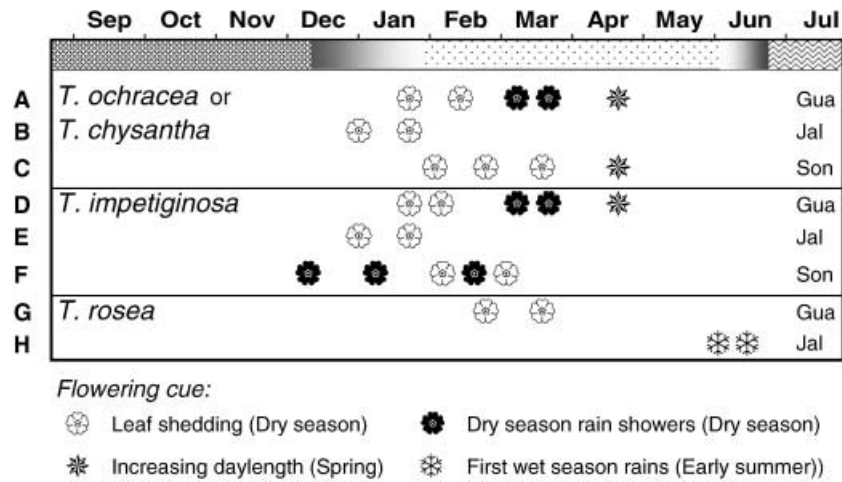 Sep Oct Nov Dec Jan Feb Mar Apr May Jun Jul
A T. ochracea or Gua
B T. chysantha Jal
C Son
D T. impetiginosa Gua
E Jal
F Son
G T. rosea Gua
H Jal
Flowering cue:
Leaf shedding (Dry season) Dry season rain showers (Dry season)
Increasing daylength (Spring) First wet season rains (Early summer))